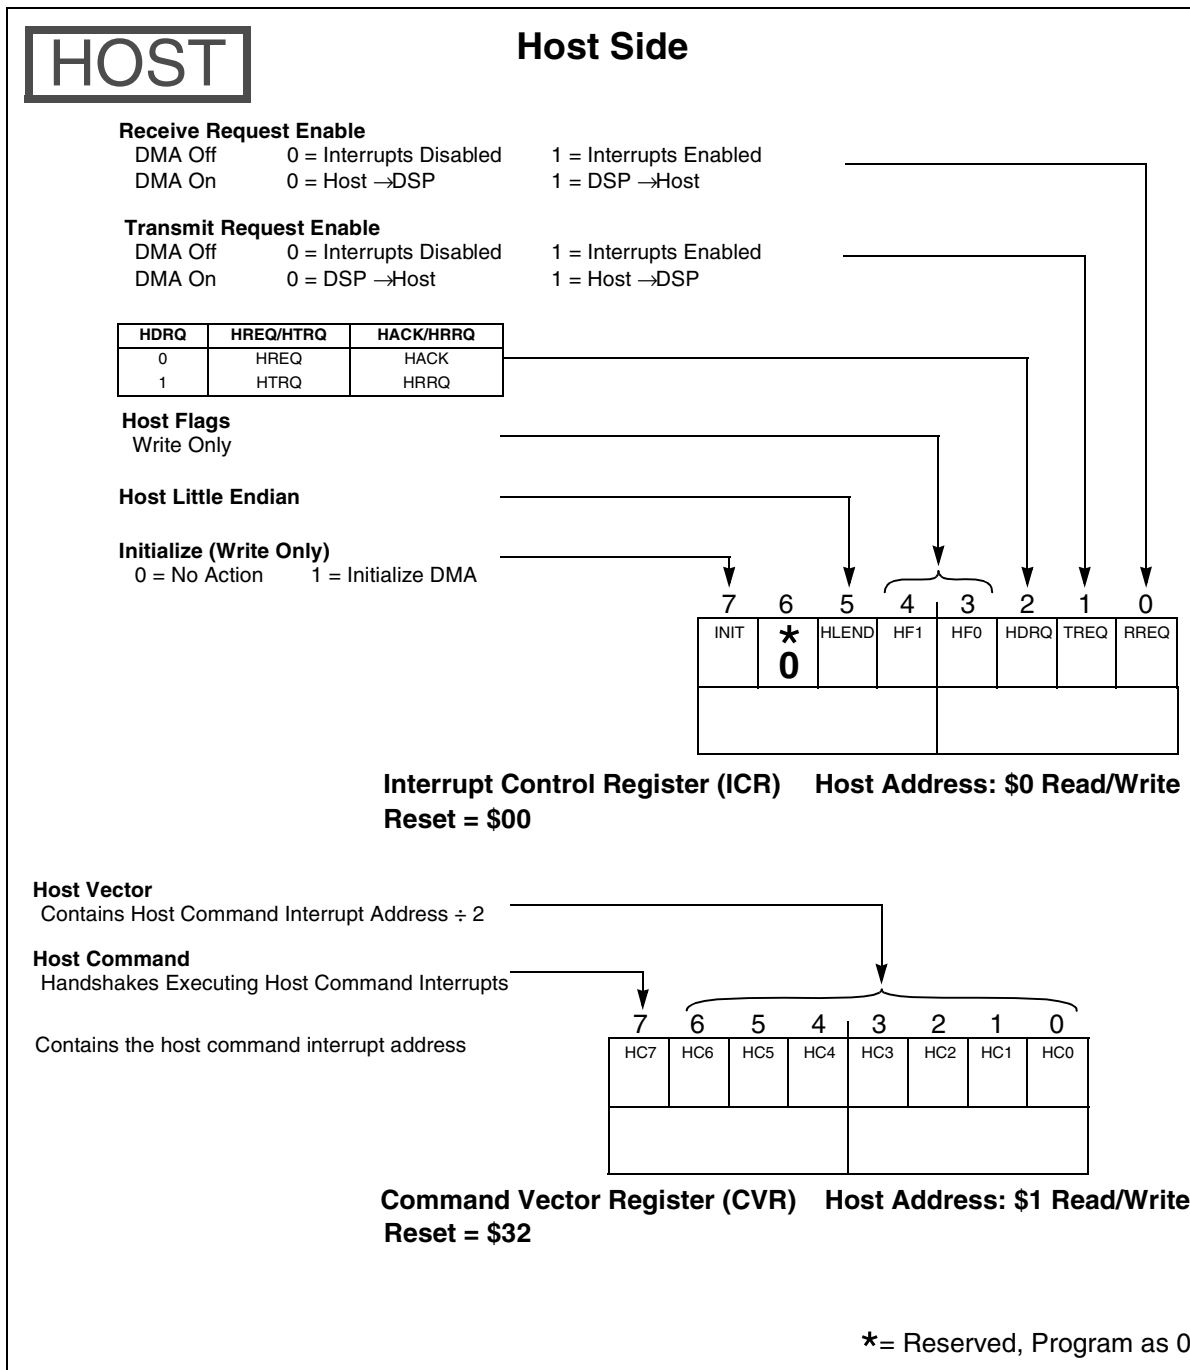 HOST
Host Side
Receive Request Enable
DMA Off 0 = Interrupts Disabled 1 = Interrupts Enabled
DMA On 0 = Host →DSP 1 = DSP →Host
Transmit Request Enable
DMA Off 0 = Interrupts Disabled 1 = Interrupts Enabled
DMA On 0 = DSP →Host 1 = Host →DSP
HDRQ HREQ/HTRQ HACK/HRRQ
0 HREQ HACK
1 HTRQ HRRQ
Host Flags
Write Only
Host Little Endian
Initialize (Write Only)
0 = No Action 1 = Initialize DMA
7 6 5 4 3 2 1 0
INIT * HLEND HF1 HF0 HDRQ TREQ RREQ
0
Interrupt Control Register (ICR) Host Address: $0 Read/Write
Reset = $00
Host Vector
Contains Host Command Interrupt Address ÷ 2
Host Command
Handshakes Executing Host Command Interrupts
Contains the host command interrupt address
7 6 5 4 3 2 1 0
HC7 HC6 HC5 HC4 HC3 HC2 HC1 HC0
Command Vector Register (CVR) Host Address: $1 Read/Write
Reset = $32
*= Reserved, Program as 0